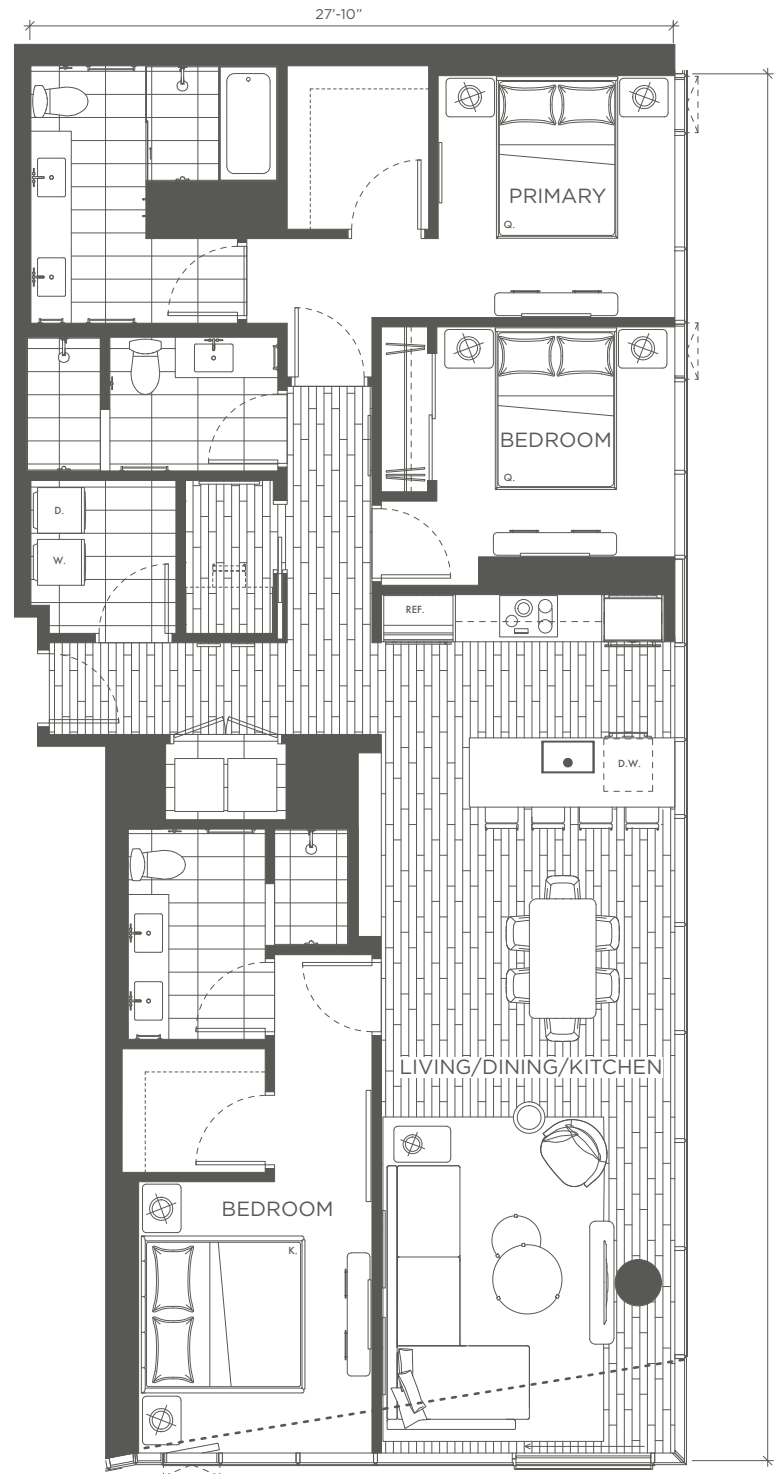 27'-10"
PRIMARY
Q.
BEDROOM
Q.
D.
W.
REF.
D.W.
LIVING/DINING/KITCHEN
BEDROOM
K.